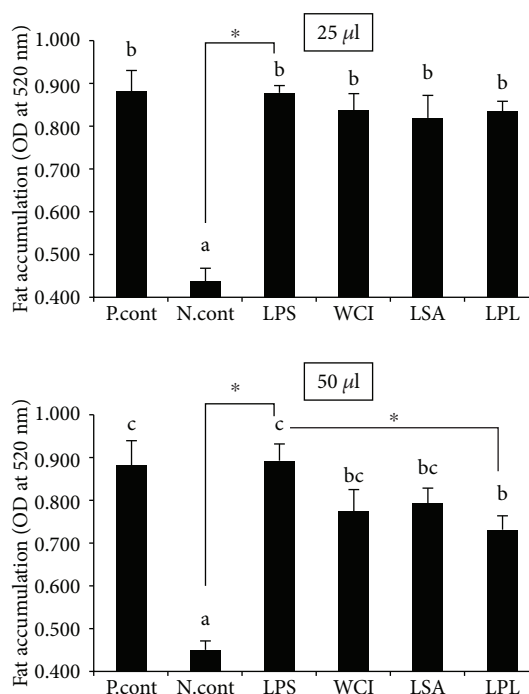 25 μl
Fat accumulation (OD at 520 nm)
1.000
0.900
0.800
0.700
0.600
0.500
0.400
*
b
a
b
b
b
b
P.cont N.cont LPS WCI LSA LPL
50 μl
Fat accumulation (OD at 520 nm)
1.000
0.900
0.800
0.700
0.600
0.500
0.400
*
*
c
a
c
bc
bc
b
P.cont N.cont LPS WCI LSA LPL